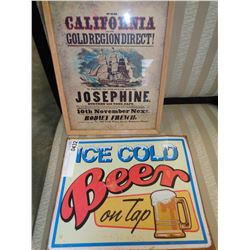 FOR
CALIFORNIA
GOLD REGION DIRECT!
JOSEPHINE,
10th November Next.
RODNEY FRENCH,
ICE COLD
Beer
on Tap